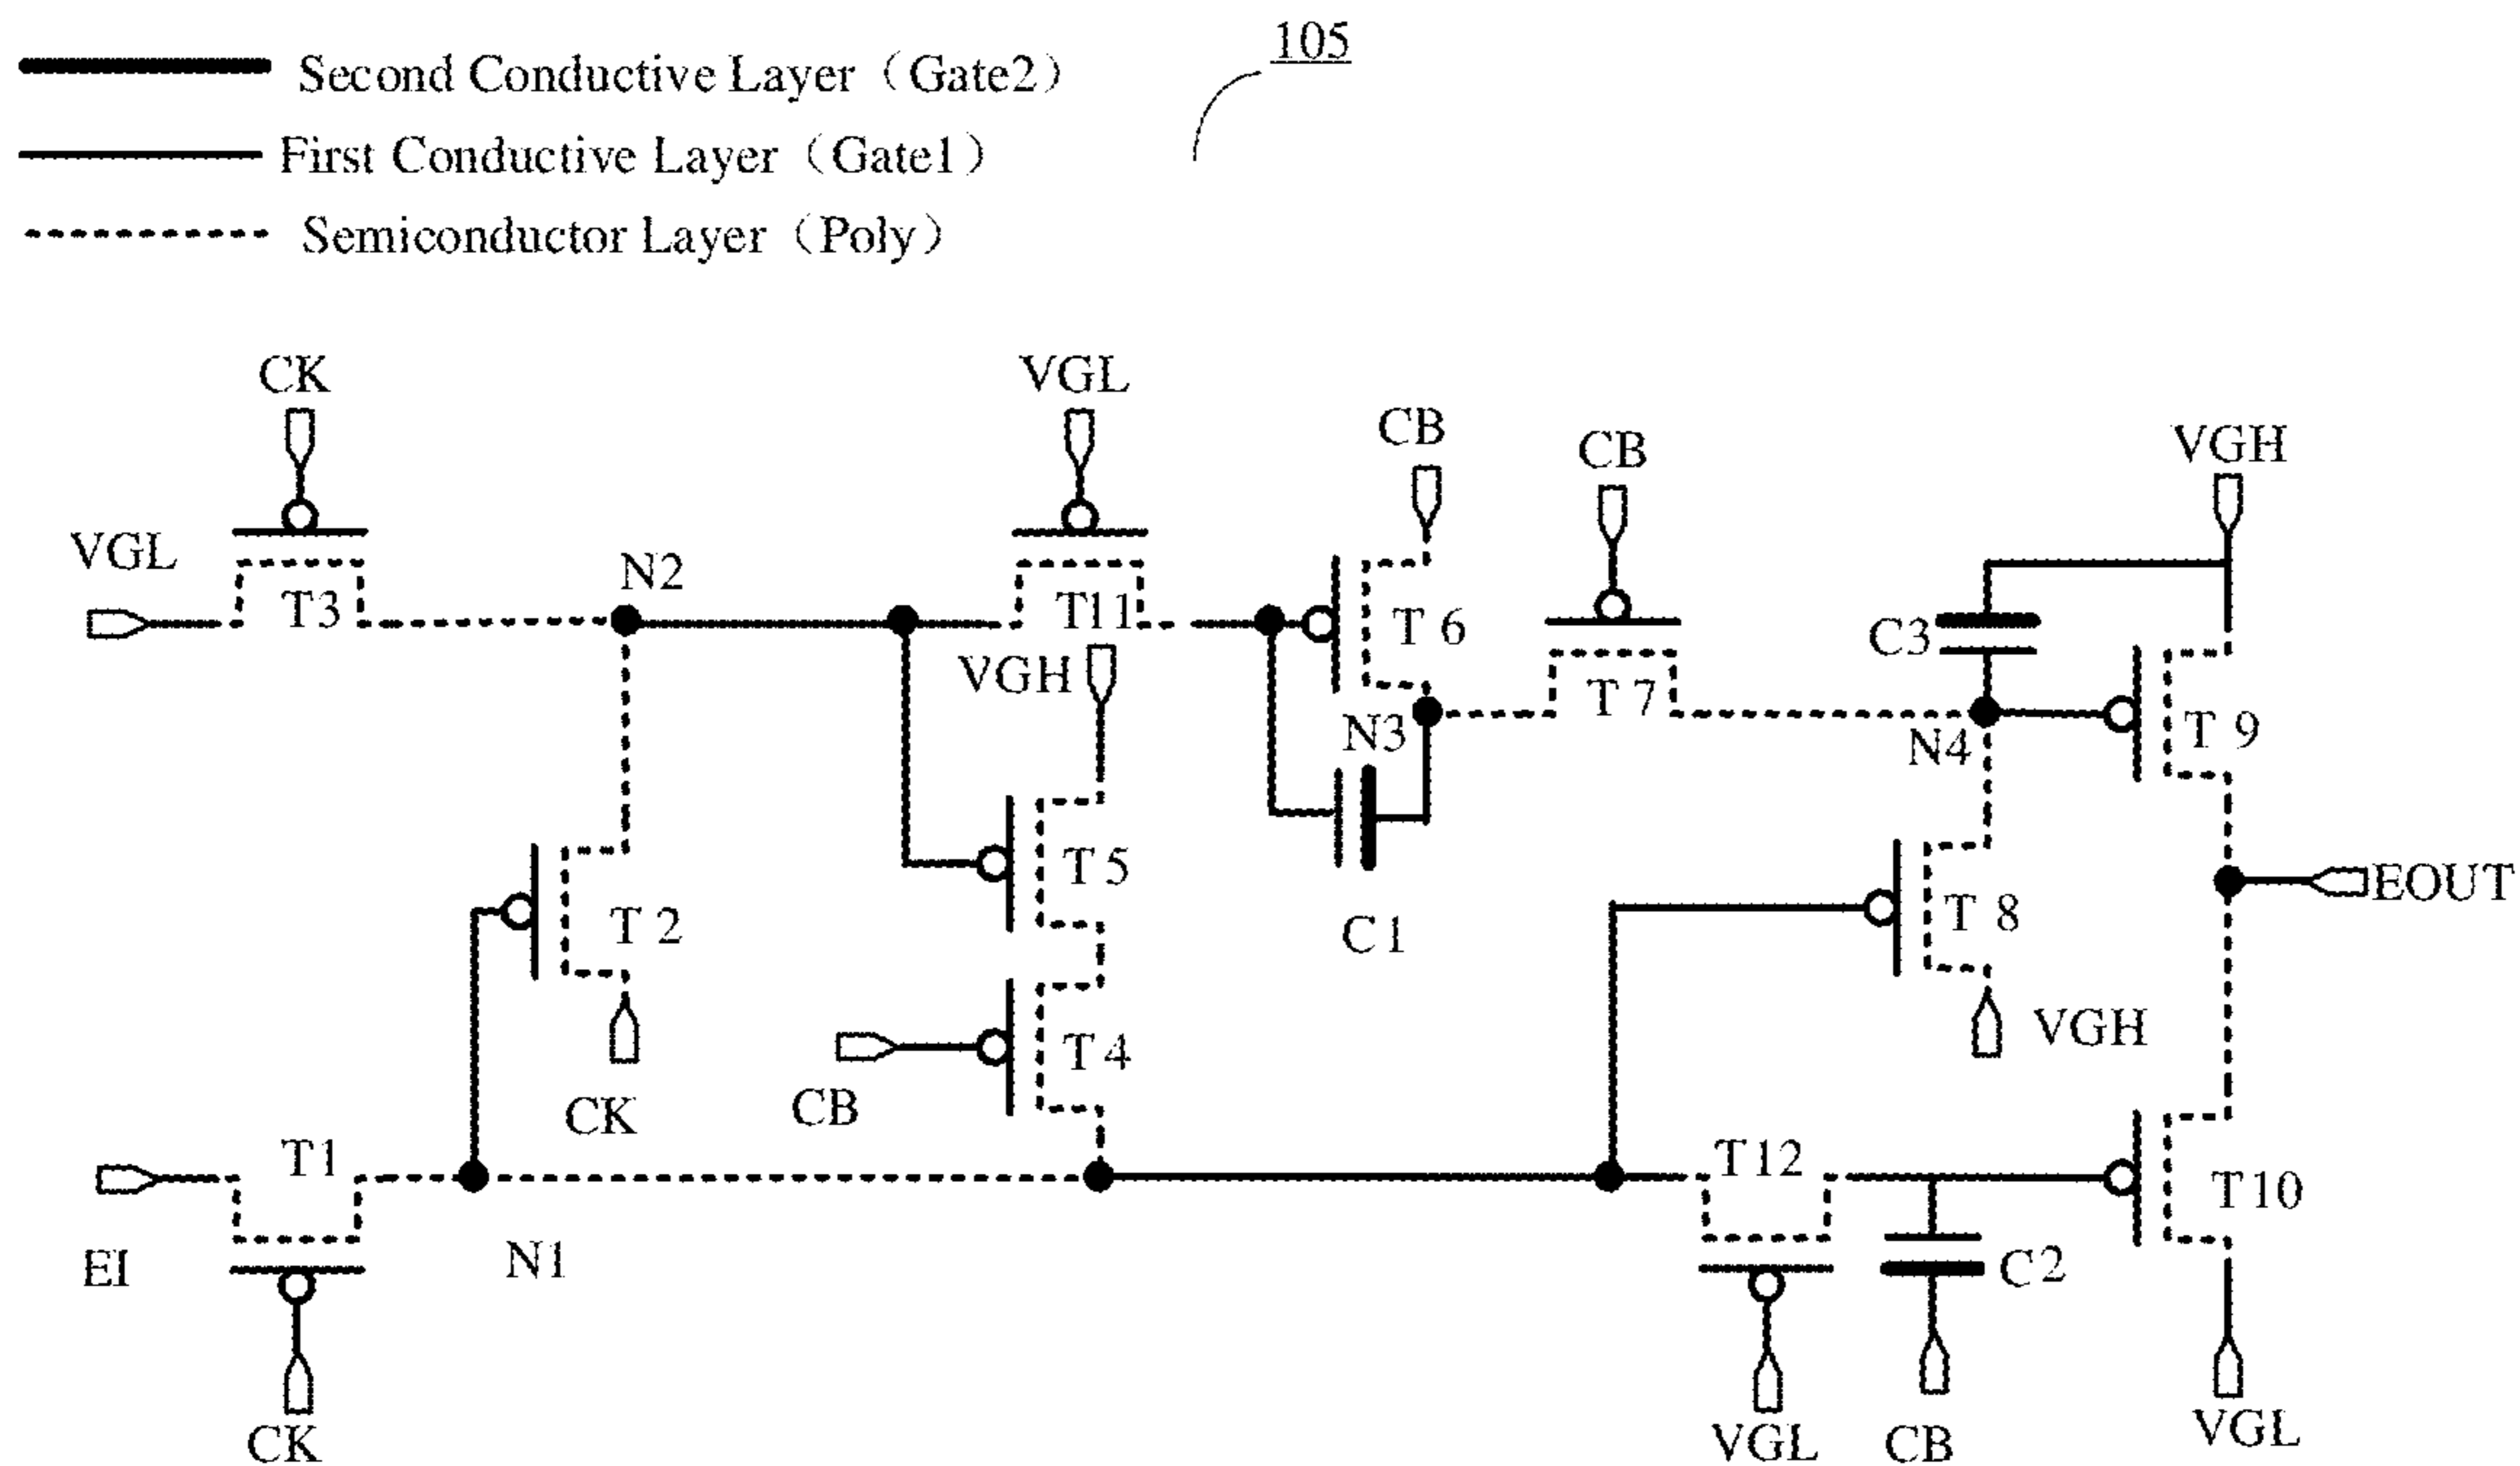 105
Second Conductive Layer（Gate2）
First Conductive Layer（Gate1）
Semiconductor Layer（Poly）
CK
VGL
CB
CB
VGH
VGL
T3
N2
T11
T 6
C3
VGH
N3
T 7
N4
T 9
T 5
T 2
C1
T 8
EOUT
T 4
CK
CB
VGH
T1
T12
T10
EI
N1
C2
CK
VGL
CB
VGL